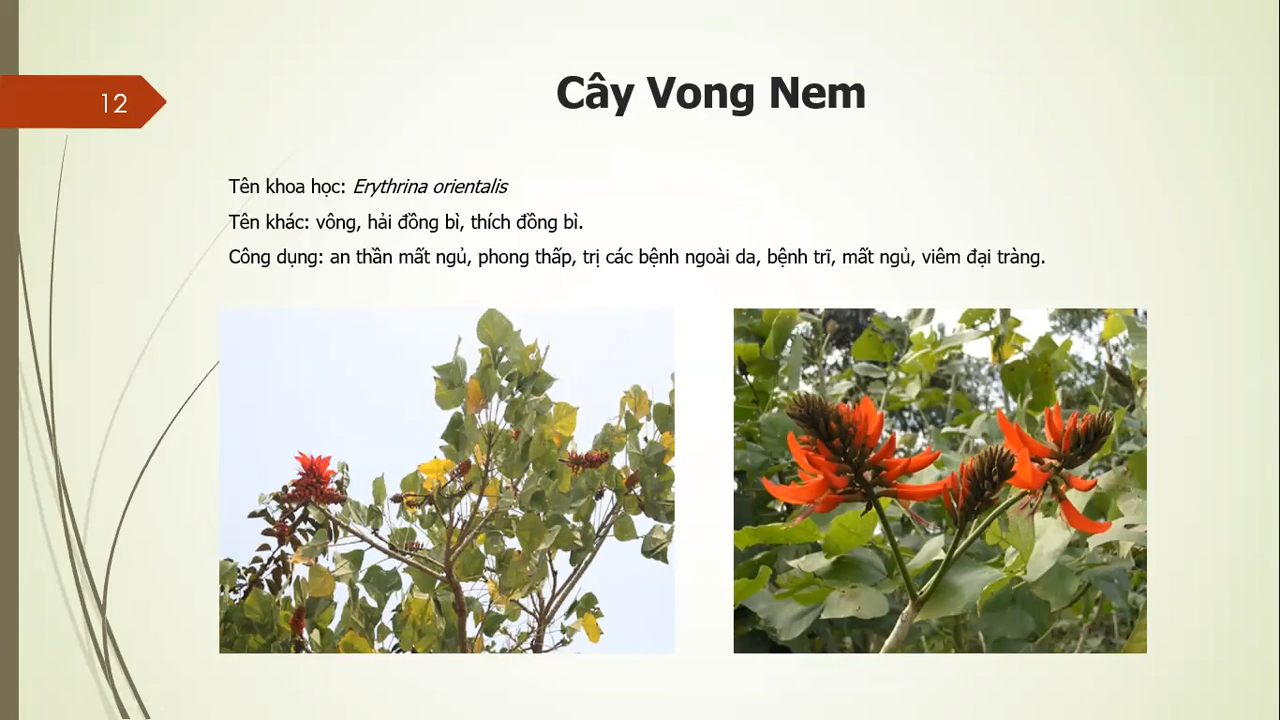 12
Cây Vong Nem
Tên khoa học: Erythrina orientalis
Tên khác: vông, hải đồng bì, thích đồng bì.
Công dụng: an thần mất ngủ, phong thấp, trị các bệnh ngoài da, bệnh trĩ, mất ngủ, viêm đại tràng.